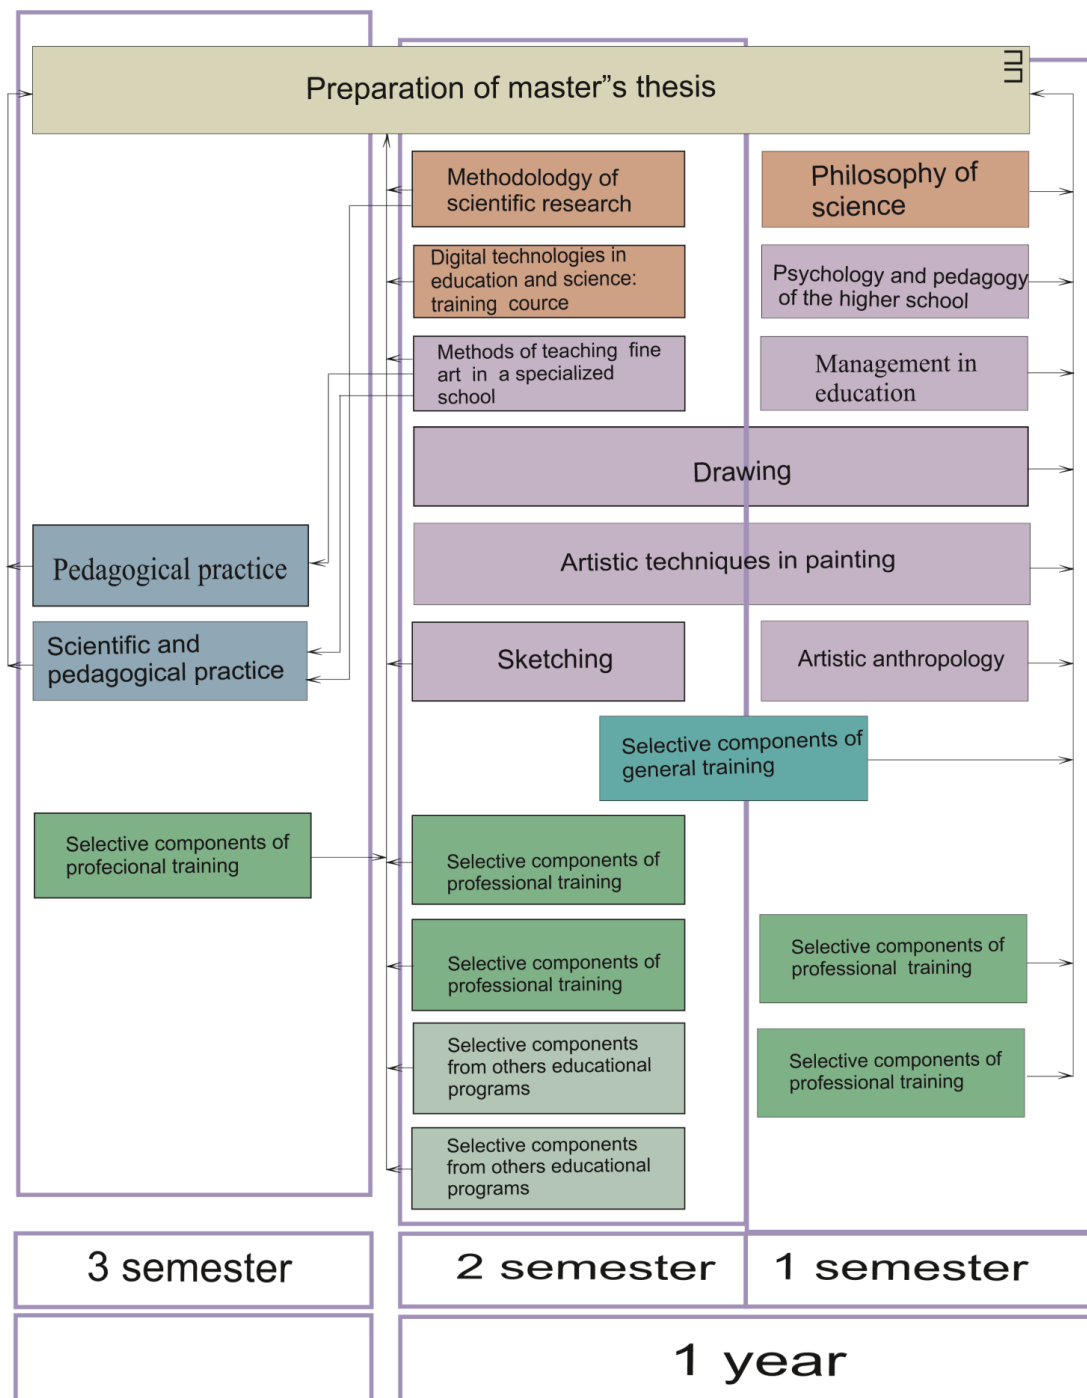 Preparation of master"s thesis
Methodolodgy of
scientific research
Philosophy of
science
Digital technologies in
education and science:
training cource
Psychology and pedagogy
of the higher school
Methods of teaching fine
art in a specialized
school
Management in
education
Drawing
Pedagogical practice
Artistic techniques in painting
Scientific and
pedagogical practice
Sketching
Artistic anthropology
Selective components of
general training
Selective components of
profecional training
Selective components of
professional training
Selective components of
professional training
Selective components of
professional training
Selective components
from others educational
programs
Selective components of
professional training
Selective components
from others educational
programs
3 semester
2 semester
1 semester
1 year